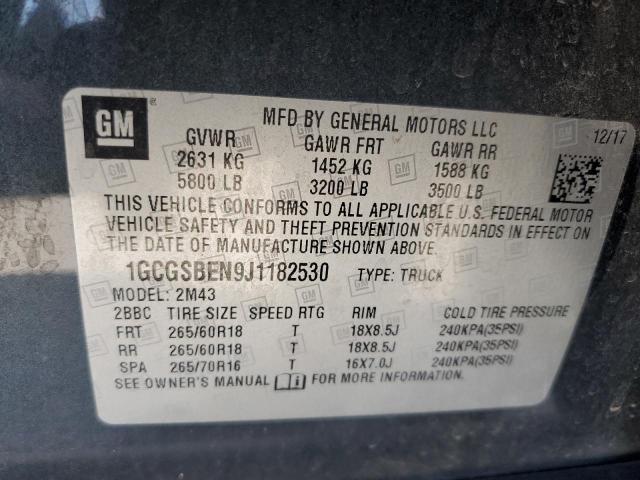 GM
MFD BY GENERAL MOTORS LLC 12/17
GVWR GAWR FRT GAWR RR
2631 KG 1452 KG 1588 KG
5800 LB 3200 LB 3500 LB
THIS VEHICLE CONFORMS TO ALL APPLICABLE U.S. FEDERAL MOTOR
VEHICLE SAFETY AND THEFT PREVENTION STANDARDS IN EFFECT ON
THE DATE OF MANUFACTURE SHOWN ABOVE.
1GCGSBEN9J1182530 TYPE: TRUCK
MODEL: 2M43
2BBC TIRE SIZE SPEED RTG RIM COLD TIRE PRESSURE
FRT 265/60R18 T 18X8.5J 240KPA(35PSI)
RR 265/60R18 T 18X8.5J 240KPA(35PSI)
SPA 265/70R16 T 16X7.0J 240KPA(35PSI)
SEE OWNER'S MANUAL FOR MORE INFORMATION.